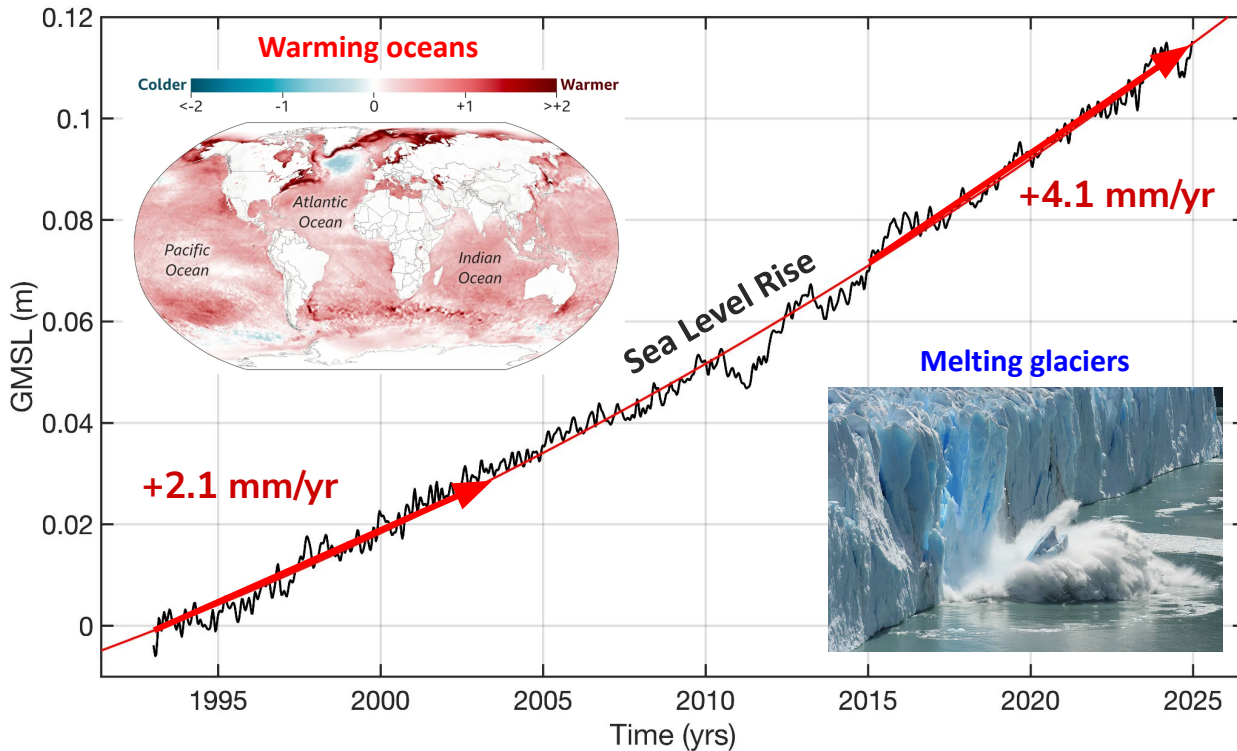 0.12
0.1
0.08
0.06
0.04
0.02
0
GMSL (m)
Warming oceans
Colder
Warmer
<-2
-1
0
+1
>+2
Atlantic
Ocean
Pacific
Ocean
Indian
Ocean
+4.1 mm/yr
Sea Level Rise
Melting glaciers
+2.1 mm/yr
1995
2000
2005
2010
2015
2020
2025
Time (yrs)